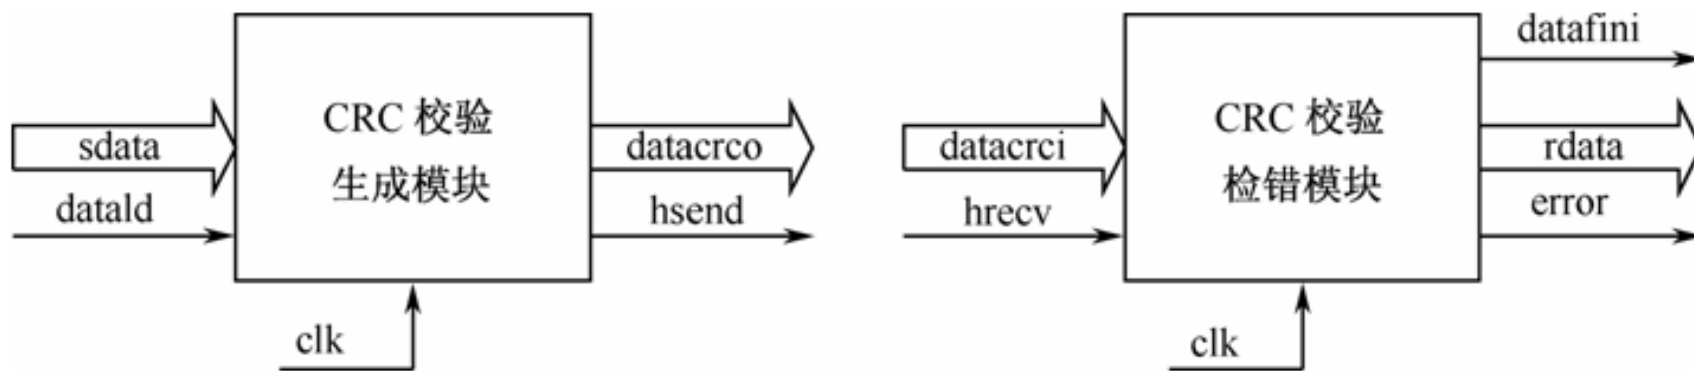 sdata
datald
CRC 校验
生成模块
datacrco
hsend
clk
datacrci
hrecv
CRC 校验
检错模块
datafini
rdata
error
clk